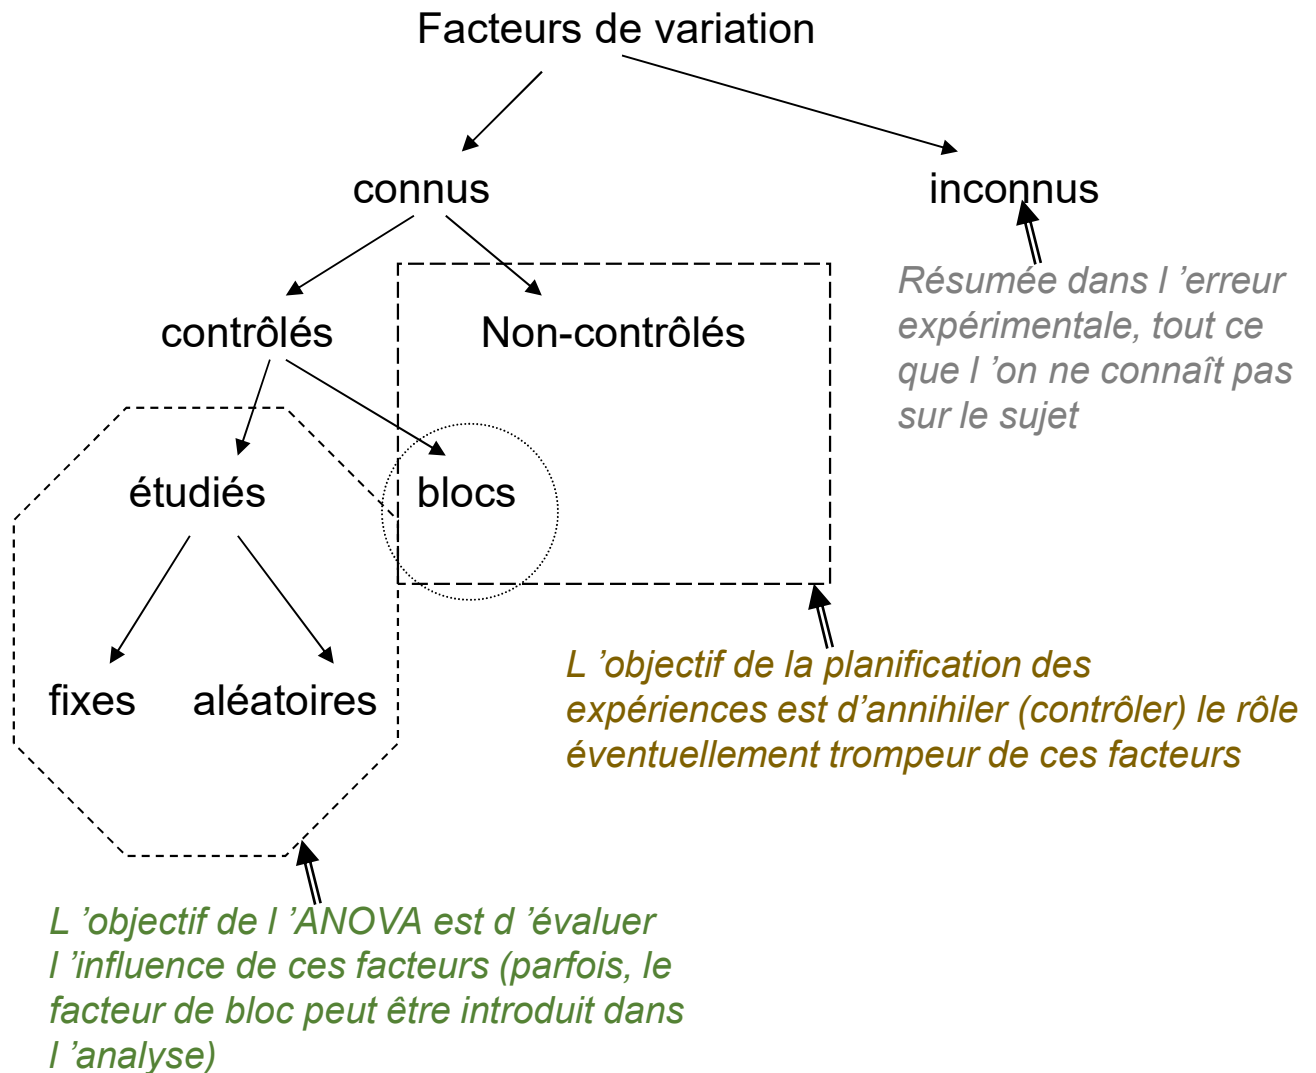 Facteurs de variation
connus
inconnus
Résumée dans l ’erreur
expérimentale, tout ce
que l ’on ne connaît pas
sur le sujet
contrôlés
Non-contrôlés
étudiés
blocs
fixes
aléatoires
L ’objectif de la planification des
expériences est d’annihiler (contrôler) le rôle
éventuellement trompeur de ces facteurs
L ’objectif de l ’ANOVA est d ’évaluer
l ’influence de ces facteurs (parfois, le
facteur de bloc peut être introduit dans
l ’analyse)